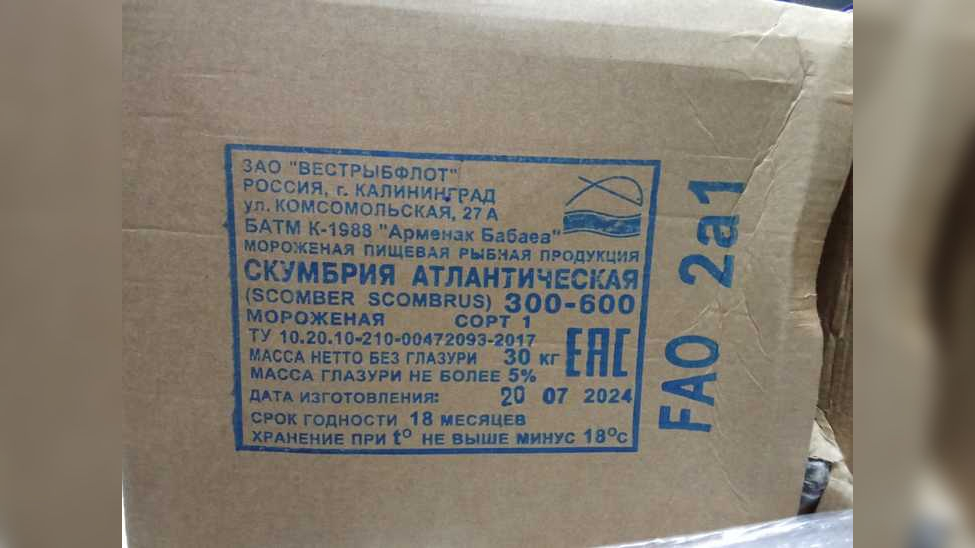 ЗАО "ВЕСТРЫБФЛОТ"
РОССИЯ, г. КАЛИНИНГРАД
ул. КОМСОМОЛЬСКАЯ, 27 А
БАТМ К-1988 "Арменак Бабаев"
МОРОЖЕНАЯ ПИЩЕВАЯ РЫБНАЯ ПРОДУКЦИЯ
СКУМБРИЯ АТЛАНТИЧЕСКАЯ
(SCOMBER SCOMBRUS) 300-600
МОРОЖЕНАЯ СОРТ 1
ТУ 10.20.10-210-00472093-2017
МАССА НЕТТО БЕЗ ГЛАЗУРИ 30 КГ
МАССА ГЛАЗУРИ НЕ БОЛЕЕ 5%
EAC
ДАТА ИЗГОТОВЛЕНИЯ: 20 07 2024
СРОК ГОДНОСТИ 18 МЕСЯЦЕВ
ХРАНЕНИЕ ПРИ t° НЕ ВЫШЕ МИНУС 18°С
FAO 2a1